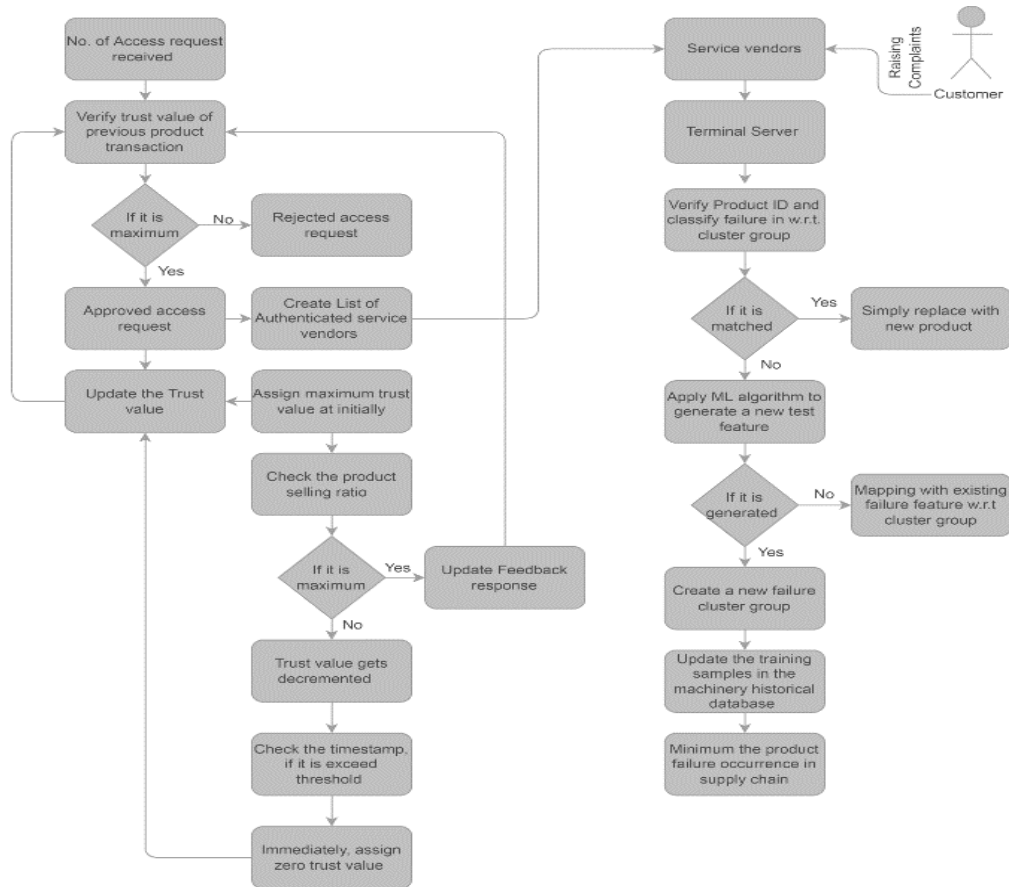 No. of Access request
received
Verify trust value of
previous product
transaction
If it is
maximum
No
Rejected access
request
Yes
Approved access
request
Create List of
Authenticated service
vendors
Update the Trust
value
Assign maximum trust
value at initially
Check the product
selling ratio
If it is
maximum
Yes
Update Feedback
response
No
Trust value gets
decremented
Check the timestamp,
if it is exceed
threshold
Immediately, assign
zero trust value
Service vendors
Raising
Complaints
Customer
Terminal Server
Verify Product ID and
classify failure in w.r.t.
cluster group
If it is
matched
Yes
Simply replace with
new product
No
Apply ML algorithm to
generate a new test
feature
If it is
generated
No
Mapping with existing
failure feature w.r.t
cluster group
Yes
Create a new failure
cluster group
Update the training
samples in the
machinery historical
database
Minimum the product
failure occurrence in
supply chain